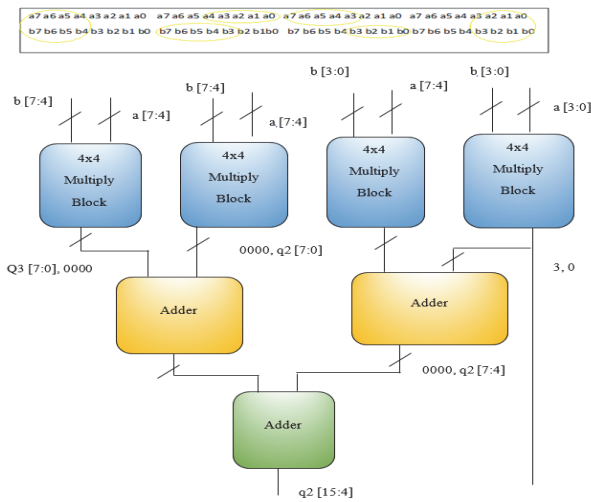 a7 a6 a5 a4 a3 a2 a1 a0 a7 a6 a5 a4 a3 a2 a1 a0 a7 a6 a5 a4 a3 a2 a1 a0 a7 a6 a5 a4 a3 a2 a1 a0
b7 b6 b5 b4 b3 b2 b1 b0 b7 b6 b5 b4 b3 b2 b1b0 b7 b6 b5 b4 b3 b2 b1 b0 b7 b6 b5 b4 b3 b2 b1 b0
b [7:4]
a [7:4]
b [7:4]
a [7:4]
b [3:0]
a [7:4]
b [3:0]
a [3:0]
4x4
Multiply
Block
4x4
Multiply
Block
4x4
Multiply
Block
4x4
Multiply
Block
Q3 [7:0], 0000
0000, q2 [7:0]
3, 0
Adder
Adder
0000, q2 [7:4]
Adder
q2 [15:4]